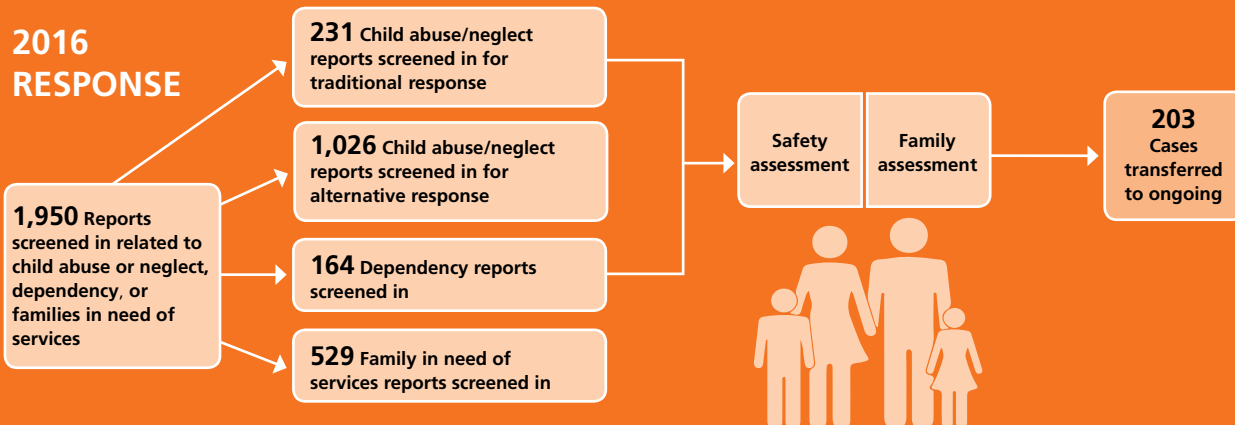 2016
RESPONSE
231 Child abuse/neglect
reports screened in for
traditional response
1,026 Child abuse/neglect
reports screened in for
alternative response
1,950 Reports
screened in related to
child abuse or neglect,
dependency, or
families in need of
services
164 Dependency reports
screened in
529 Family in need of
services reports screened in
Safety
assessment
Family
assessment
203
Cases
transferred
to ongoing